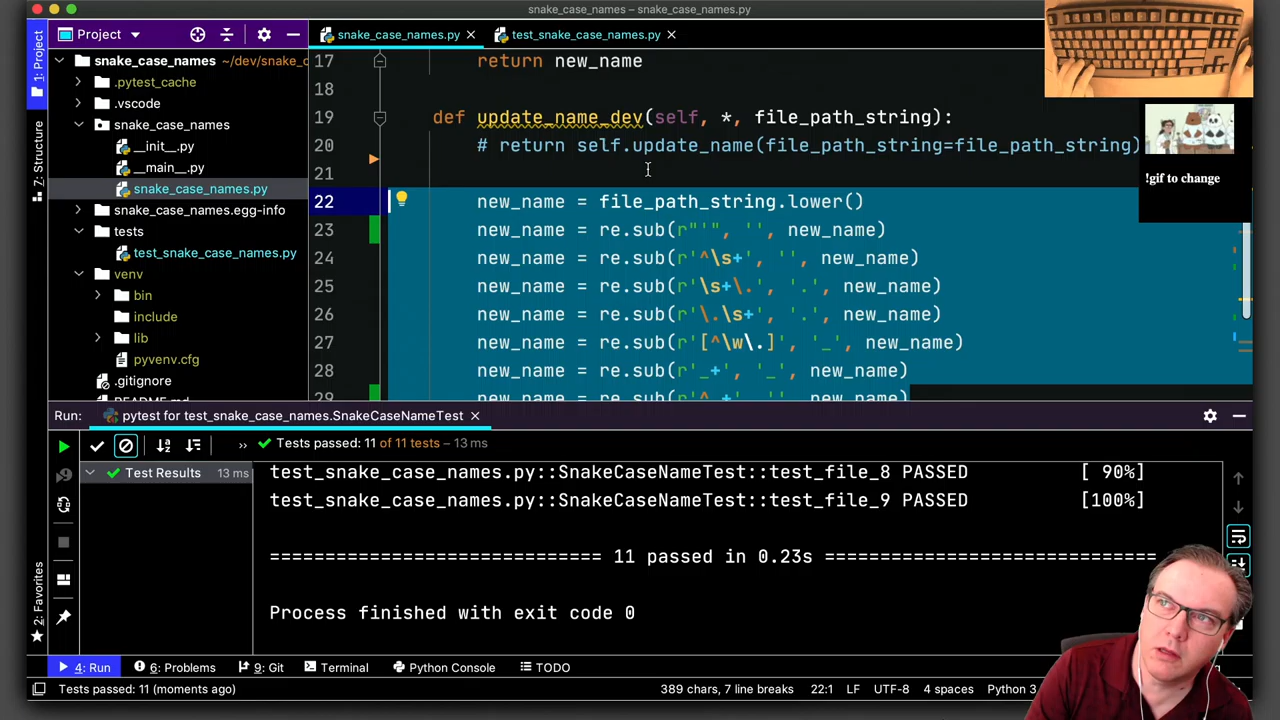 snake_case_names – snake_case_names.py
Project
snake_case_names.py
test_snake_case_names.py
1: Project
7: Structure
2: Favorites
snake_case_names ~/dev/snake_c
.pytest_cache
.vscode
snake_case_names
__init__.py
__main__.py
snake_case_names.py
snake_case_names.egg-info
tests
test_snake_case_names.py
venv
bin
include
lib
pyvenv.cfg
.gitignore
17 return new_name
18
19 def update_name_dev(self, *, file_path_string):
20 # return self.update_name(file_path_string=file_path_string)
21
22 new_name = file_path_string.lower()
23 new_name = re.sub(r"'", '', new_name)
24 new_name = re.sub(r'^\s+', '', new_name)
25 new_name = re.sub(r'\s+\.', '.', new_name)
26 new_name = re.sub(r'\.\s+', '.', new_name)
27 new_name = re.sub(r'[^\w\.]', '_', new_name)
28 new_name = re.sub(r'_+', '_', new_name)
29 new_name = re.sub(r'^_+', '', new_name)
!gif to change
Run: pytest for test_snake_case_names.SnakeCaseNameTest
» Tests passed: 11 of 11 tests – 13 ms
Test Results 13 ms
test_snake_case_names.py::SnakeCaseNameTest::test_file_8 PASSED [ 90%]
test_snake_case_names.py::SnakeCaseNameTest::test_file_9 PASSED [100%]
============================= 11 passed in 0.23s ==============================
Process finished with exit code 0
4: Run
6: Problems
9: Git
Terminal
Python Console
TODO
Tests passed: 11 (moments ago)
389 chars, 7 line breaks
22:1
LF
UTF-8
4 spaces
Python 3